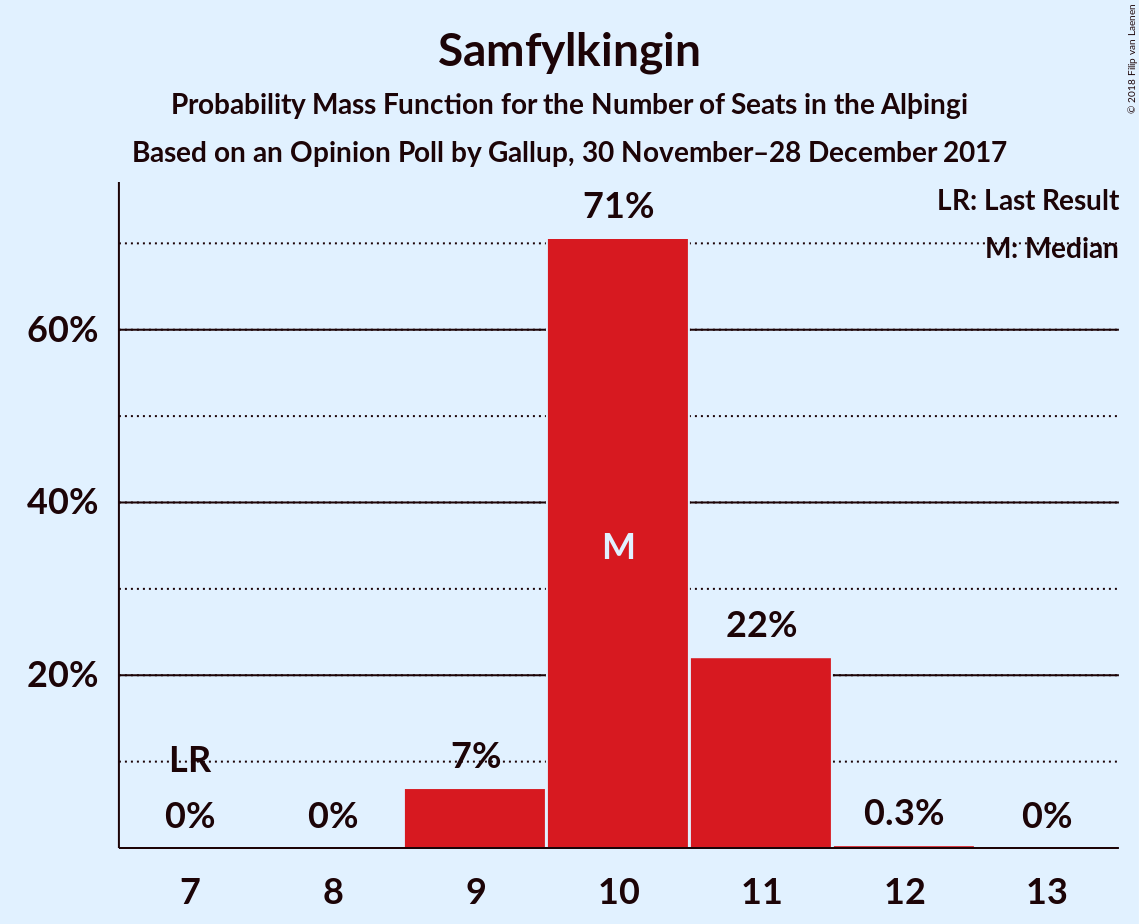 Samfylkingin
Probability Mass Function for the Number of Seats in the Alþingi
Based on an Opinion Poll by Gallup, 30 November–28 December 2017
© 2018 Filip van Laenen
LR: Last Result
M: Median
71%
60%
40%
M
22%
20%
LR
7%
0%
0%
0.3%
0%
7
8
9
10
11
12
13